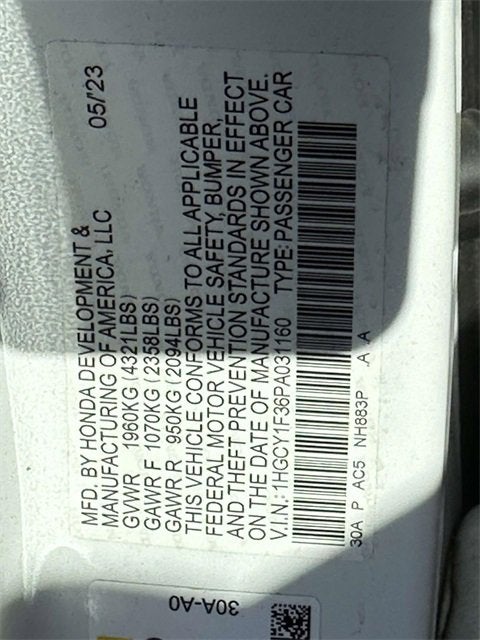 MFD. BY HONDA DEVELOPMENT & 05/'23
MANUFACTURING OF AMERICA, LLC
GVWR 1960KG (4321LBS)
GAWR F 1070KG (2358LBS)
GAWR R 950KG (2094LBS)
THIS VEHICLE CONFORMS TO ALL APPLICABLE
FEDERAL MOTOR VEHICLE SAFETY, BUMPER,
AND THEFT PREVENTION STANDARDS IN EFFECT
ON THE DATE OF MANUFACTURE SHOWN ABOVE.
V.I.N.: 1HGCY1F36PA031160 TYPE: PASSENGER CAR
30A P AC5 NH883P A A
30A-A0